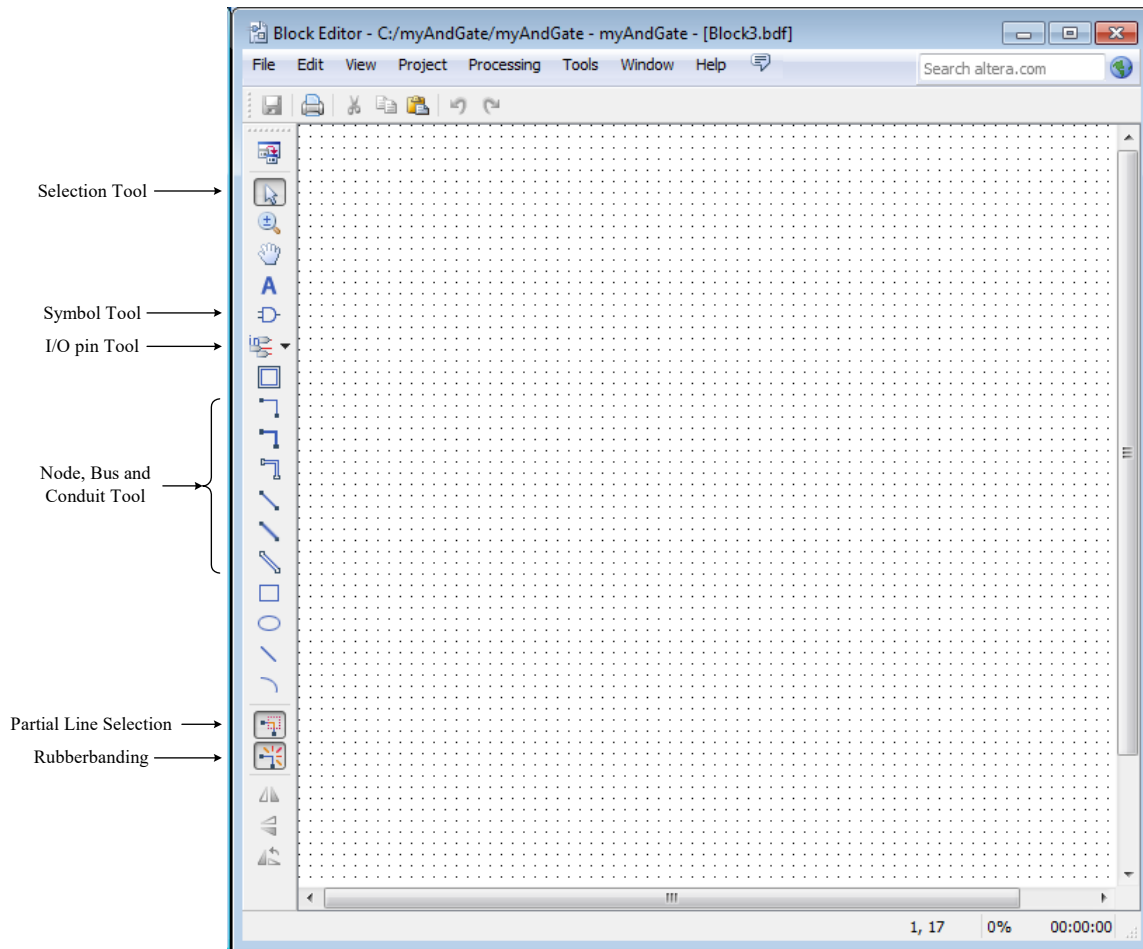 Block Editor - C:/myAndGate/myAndGate - myAndGate - [Block3.bdf]
File Edit View Project Processing Tools Window Help
Search altera.com
Selection Tool
A
Symbol Tool
in
I/O pin Tool
Node, Bus and
Conduit Tool
Partial Line Selection
Rubberbanding
1, 17 0% 00:00:00